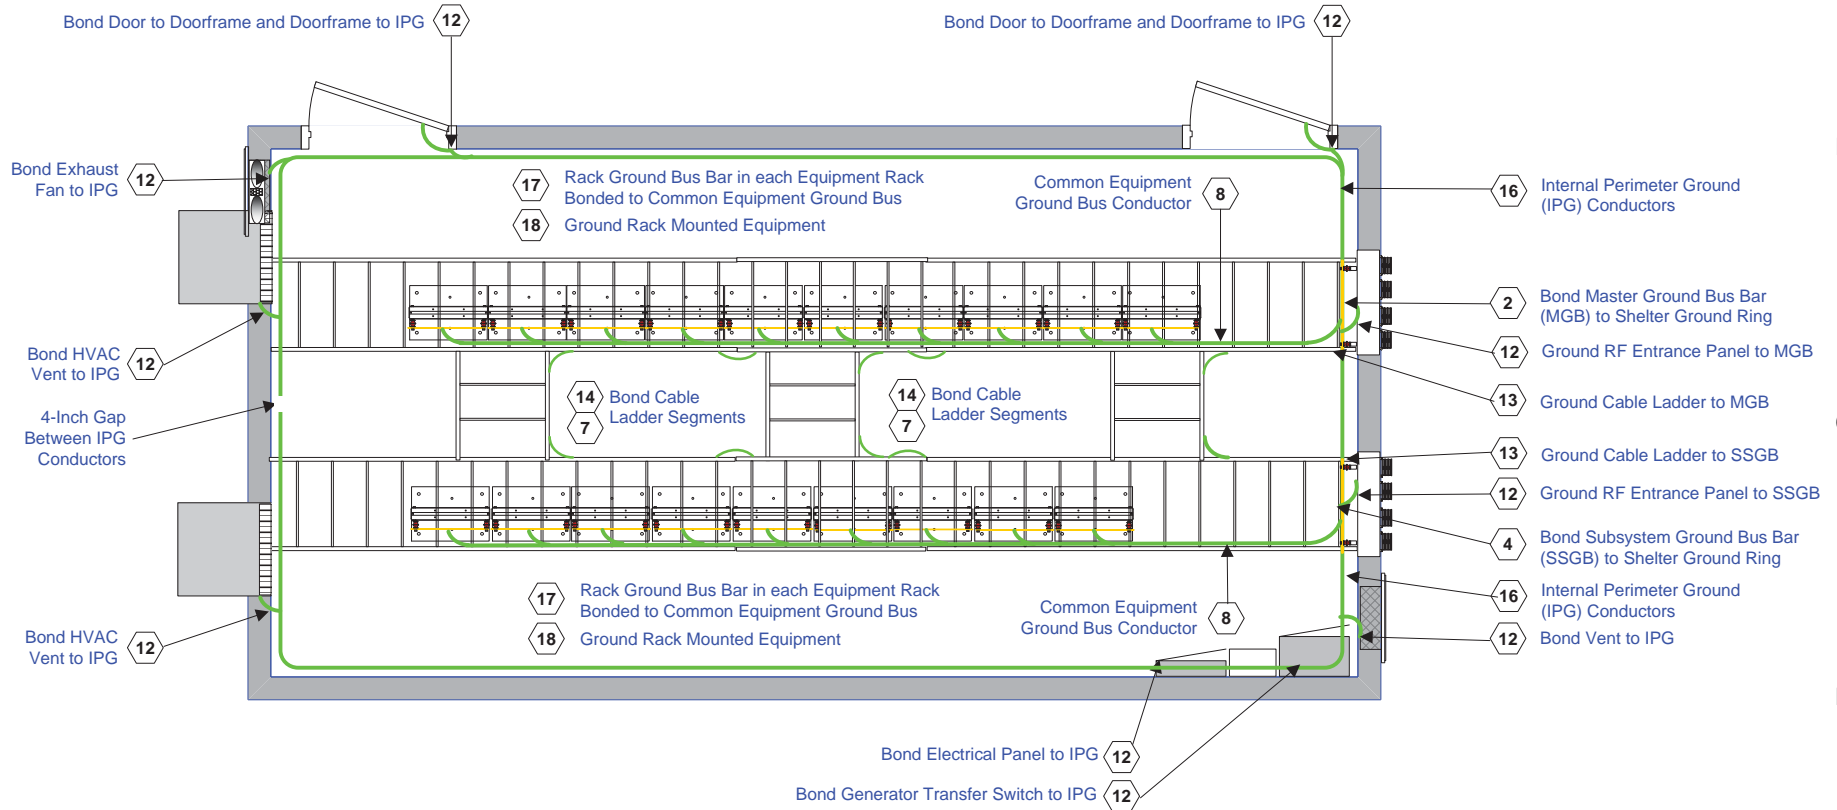 Bond Door to Doorframe and Doorframe to IPG 12
Bond Door to Doorframe and Doorframe to IPG 12
Bond Exhaust
Fan to IPG
12
17
Rack Ground Bus Bar in each Equipment Rack
Bonded to Common Equipment Ground Bus
18
Ground Rack Mounted Equipment
Common Equipment
Ground Bus Conductor
8
16
Internal Perimeter Ground
(IPG) Conductors
2
Bond Master Ground Bus Bar
(MGB) to Shelter Ground Ring
Bond HVAC
Vent to IPG
12
12
Ground RF Entrance Panel to MGB
4-Inch Gap
Between IPG
Conductors
14
7
Bond Cable
Ladder Segments
14
7
Bond Cable
Ladder Segments
13
Ground Cable Ladder to MGB
13
Ground Cable Ladder to SSGB
12
Ground RF Entrance Panel to SSGB
4
Bond Subsystem Ground Bus Bar
(SSGB) to Shelter Ground Ring
17
Rack Ground Bus Bar in each Equipment Rack
Bonded to Common Equipment Ground Bus
18
Ground Rack Mounted Equipment
Common Equipment
Ground Bus Conductor
8
16
Internal Perimeter Ground
(IPG) Conductors
Bond HVAC
Vent to IPG
12
12
Bond Vent to IPG
Bond Electrical Panel to IPG 12
Bond Generator Transfer Switch to IPG 12